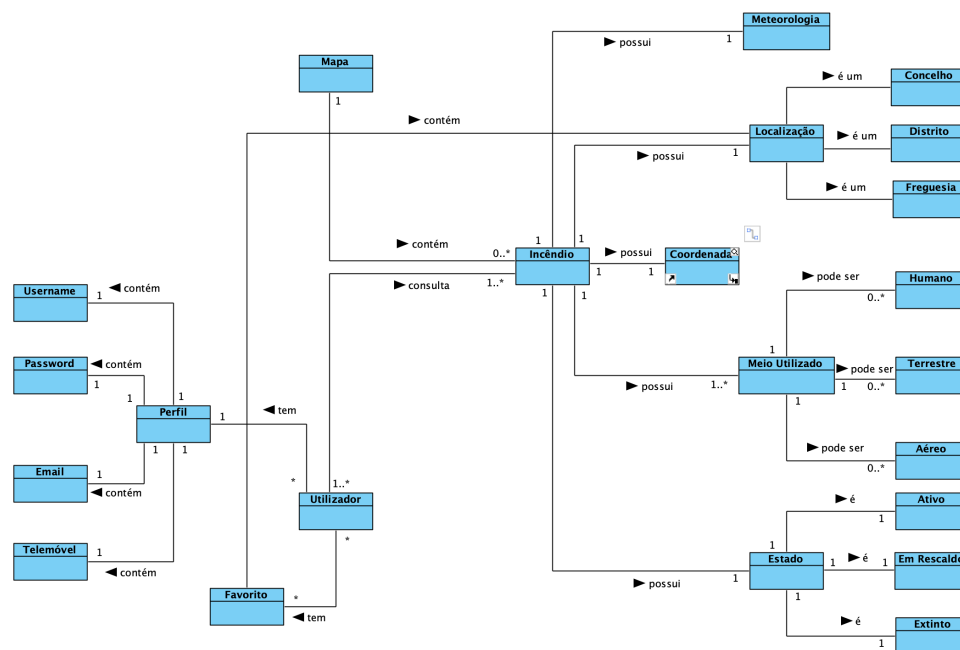 Meteorologia
possui
1
Mapa
1
Concelho
é um
contém
Localização
Distrito
é um
possui
1
Freguesia
é um
contém
0..*
1
1
Incêndio
possui
1
1
Coordenada
consulta
1..*
1
1
Username
contém
1
Password
contém
1
1
1
Perfil
1
tem
1
1
Email
1
contém
Telemóvel
1
contém
*
1..*
Utilizador
*
Favorito
*
tem
Humano
pode ser
0..*
1
Meio Utilizado
possui
1..*
1
pode ser
0..*
Terrestre
1
pode ser
0..*
Aéreo
Ativo
é
1
1
Estado
possui
1
1
é
1
Em Rescald
1
é
1
Extinto